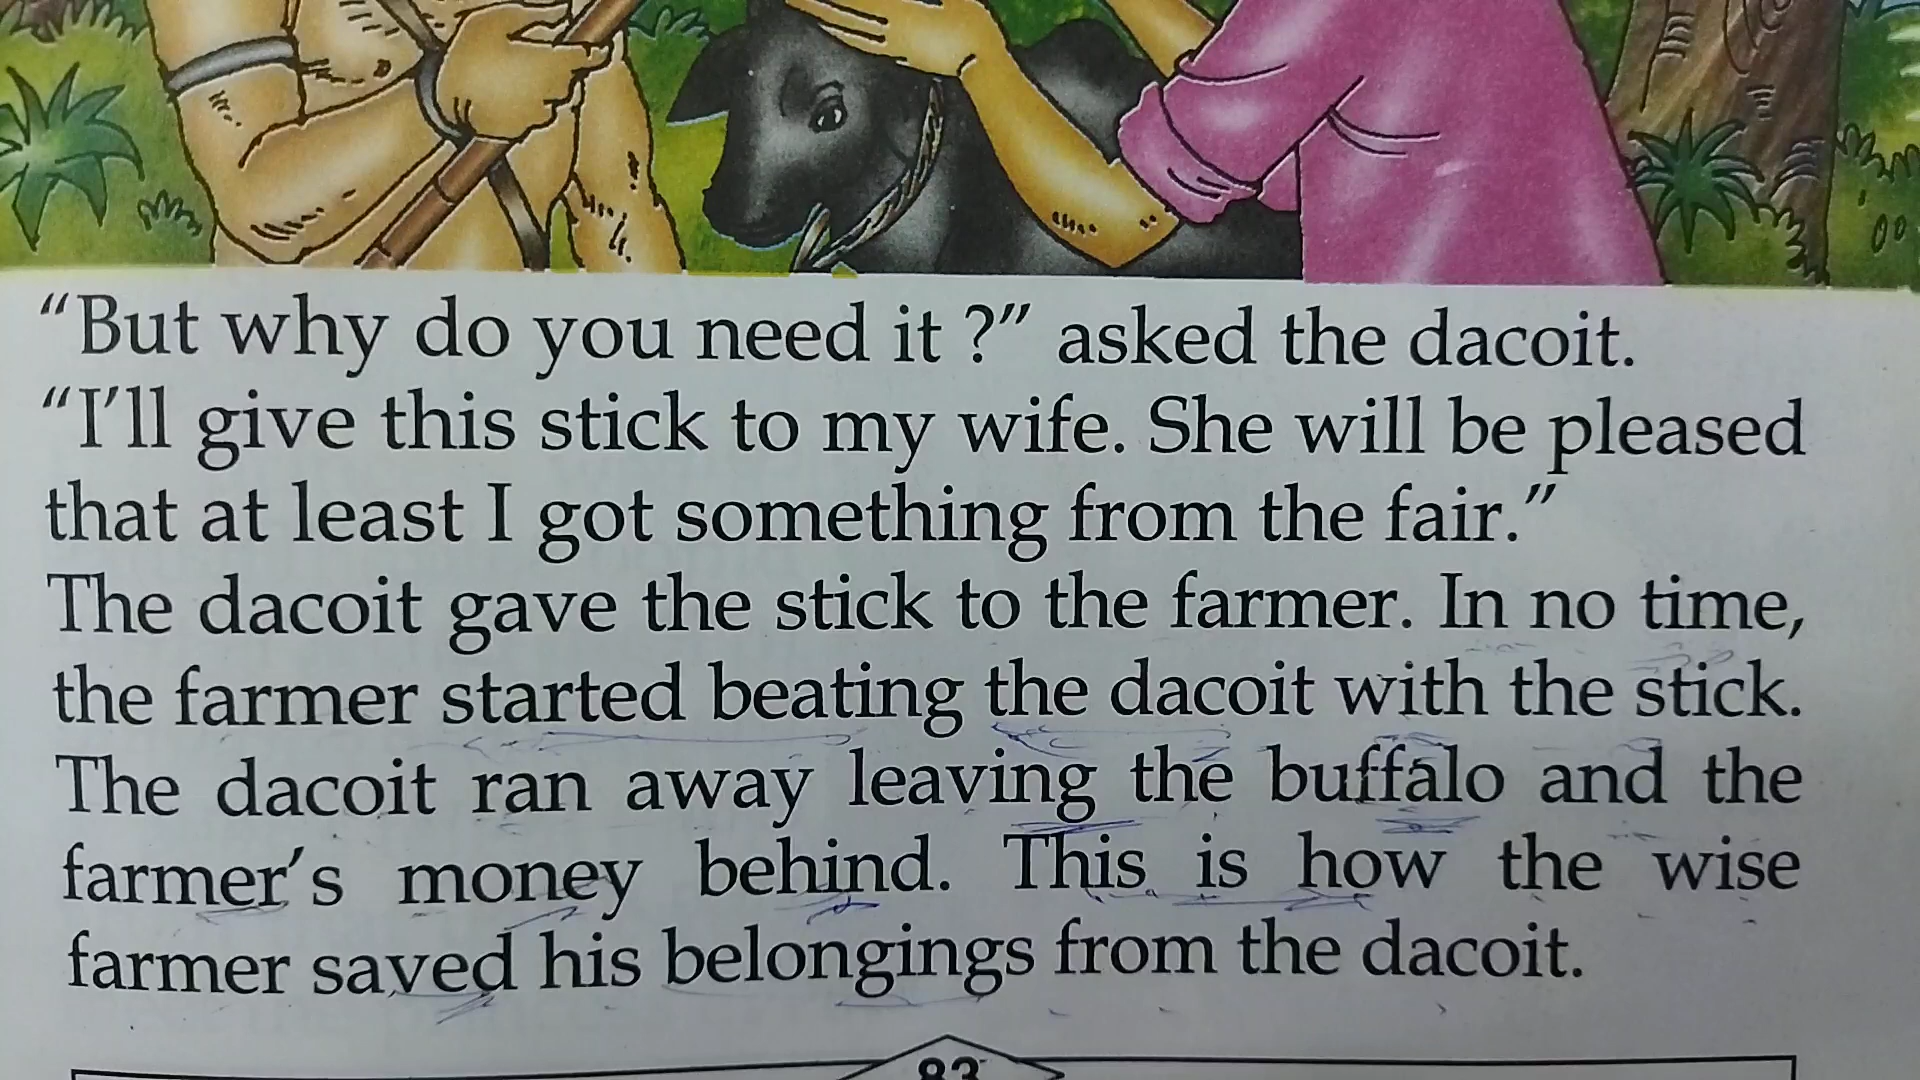 “But why do you need it ?” asked the dacoit.
“I’ll give this stick to my wife. She will be pleased
that at least I got something from the fair.”
The dacoit gave the stick to the farmer. In no time,
the farmer started beating the dacoit with the stick.
The dacoit ran away leaving the buffalo and the
farmer’s money behind. This is how the wise
farmer saved his belongings from the dacoit.
83